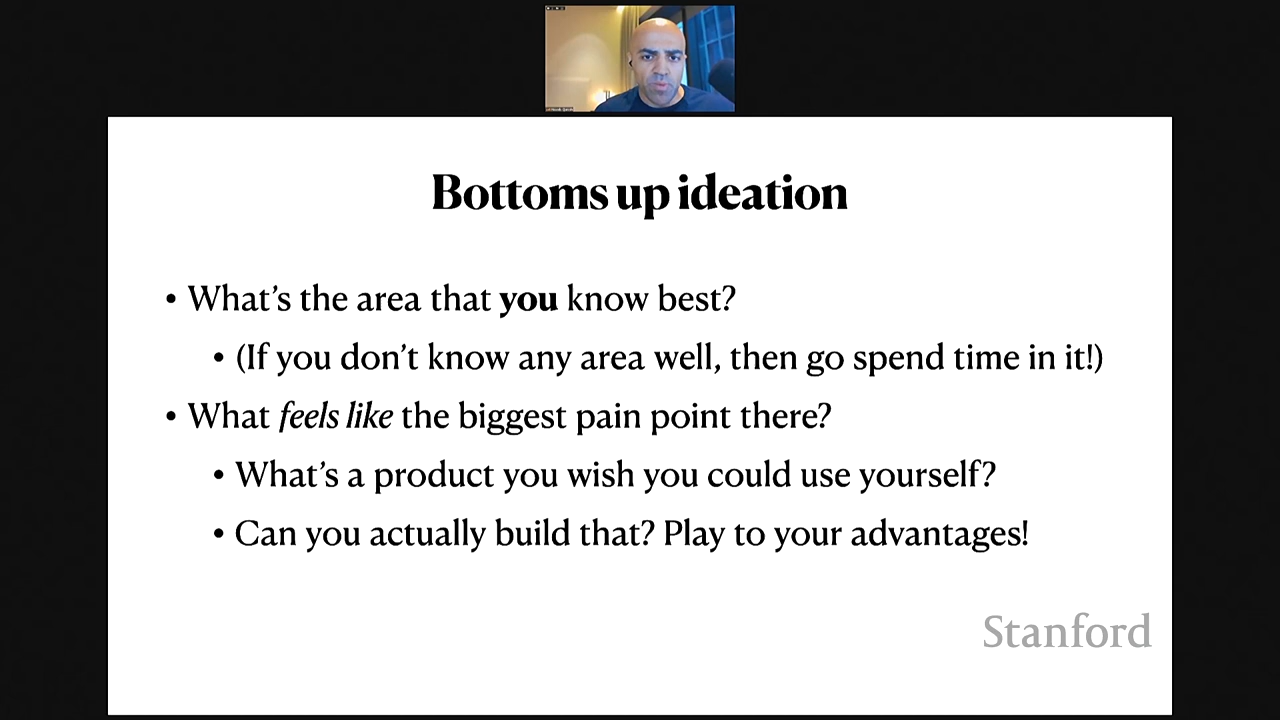 Bottoms up ideation
• What's the area that you know best?
• (If you don't know any area well, then go spend time in it!)
• What feels like the biggest pain point there?
• What's a product you wish you could use yourself?
• Can you actually build that? Play to your advantages!
Stanford